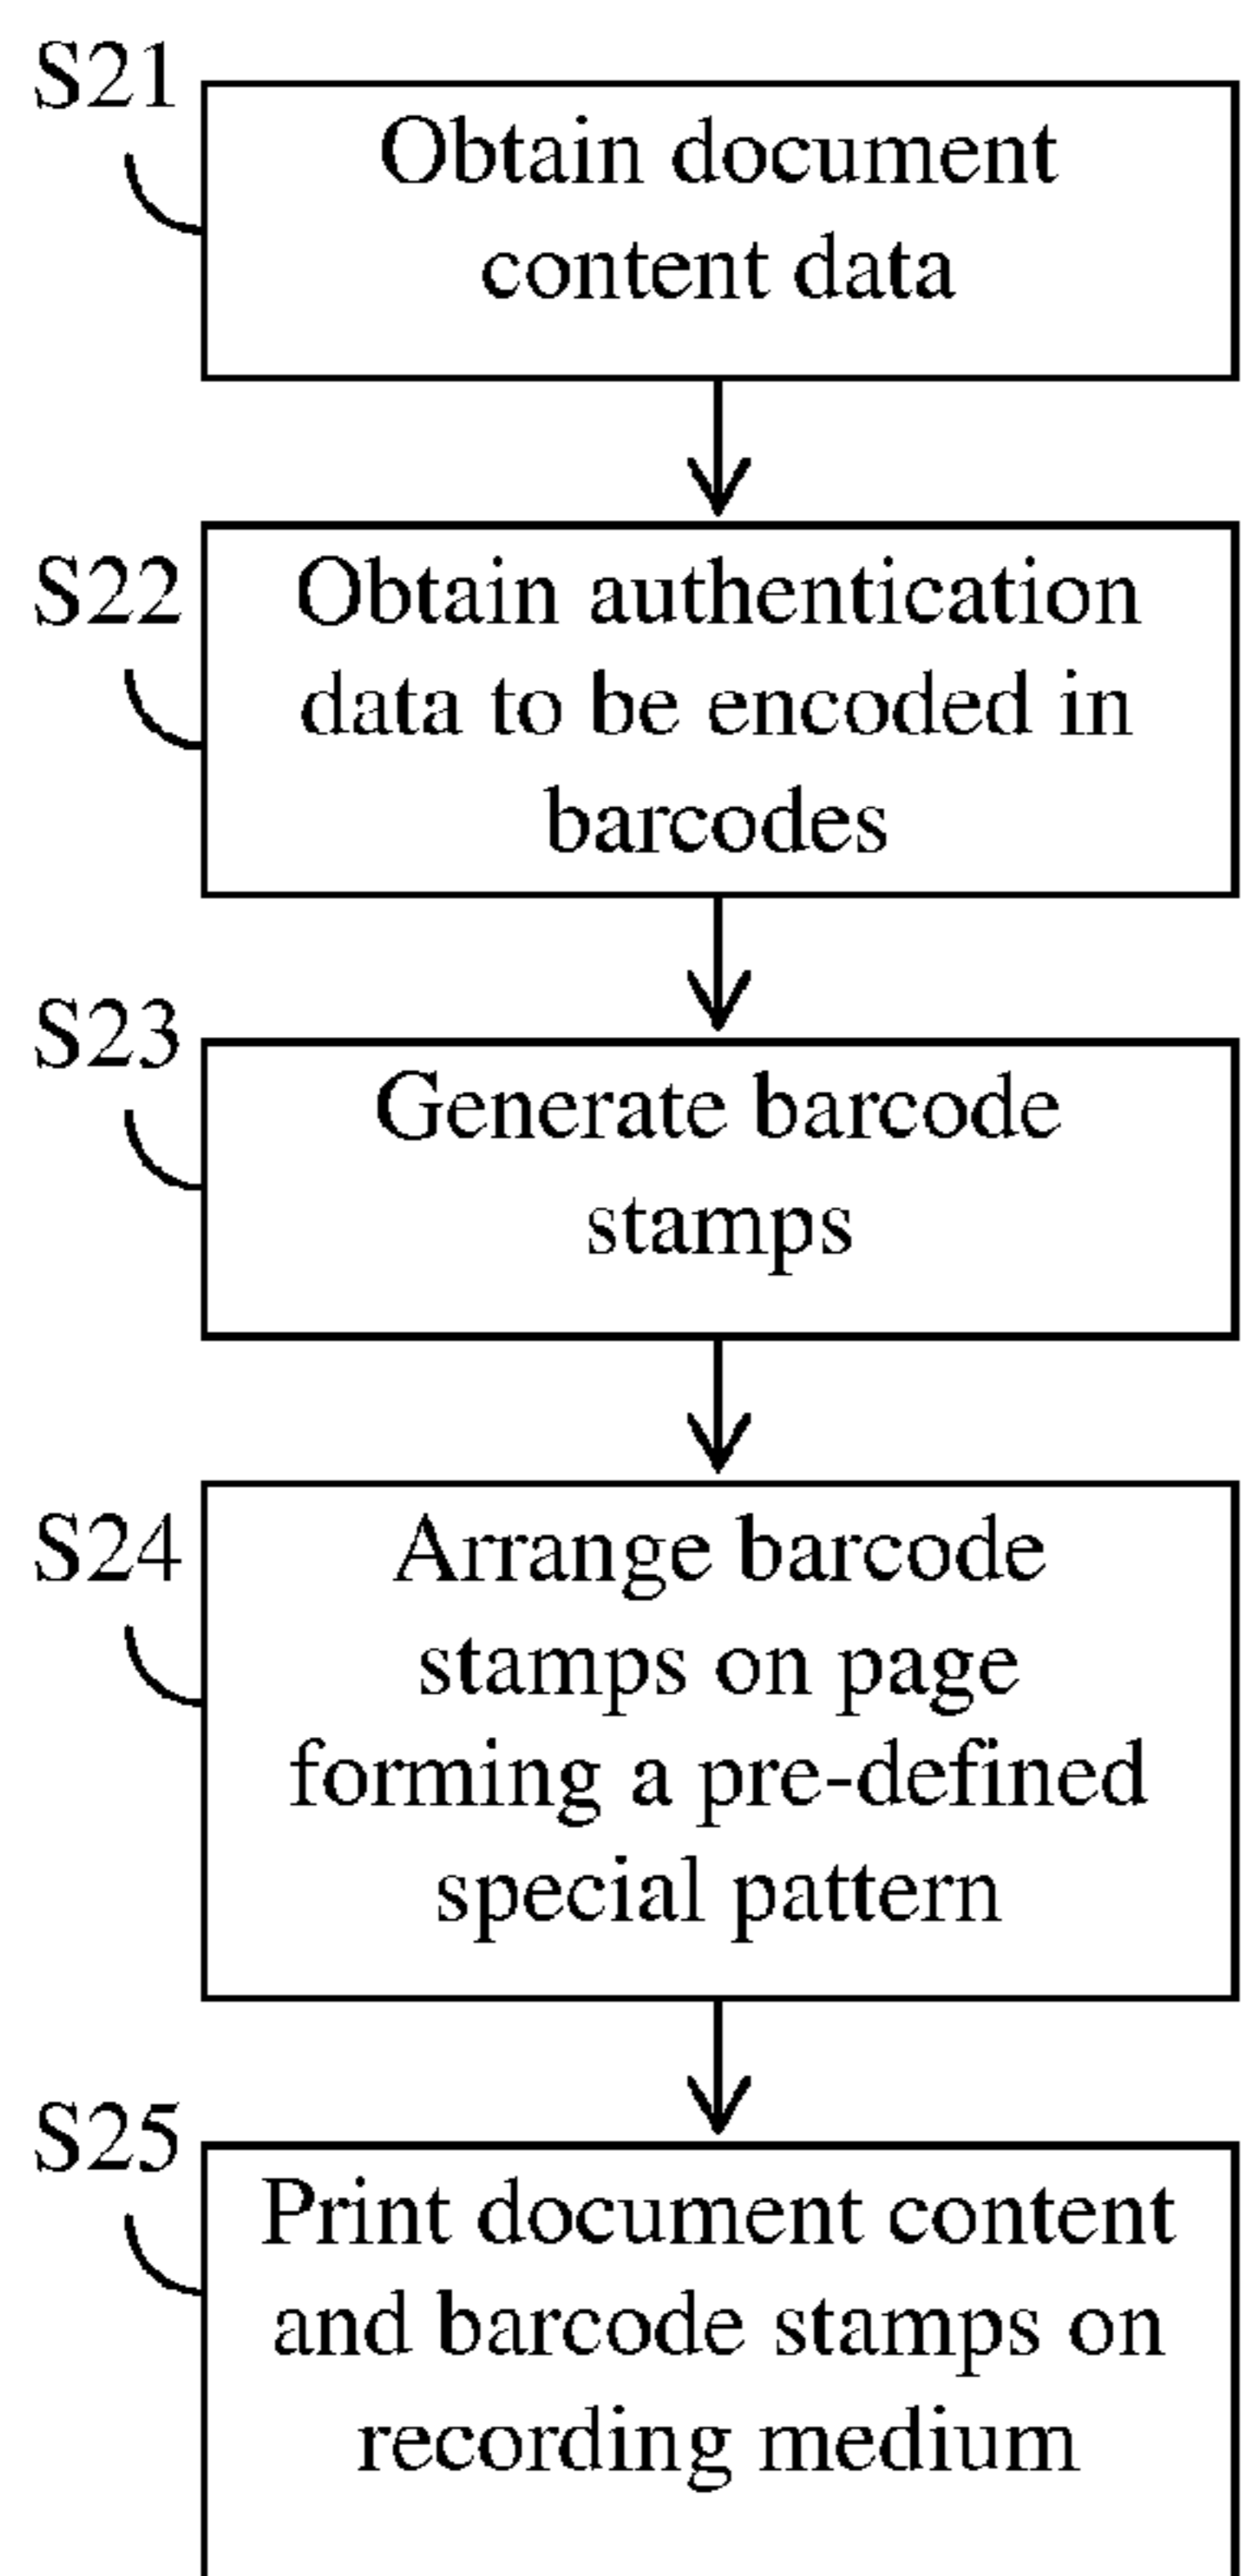 S21
Obtain document
content data
S22
Obtain authentication
data to be encoded in
barcodes
S23
Generate barcode
stamps
S24
Arrange barcode
stamps on page
forming a pre-defined
special pattern
S25
Print document content
and barcode stamps on
recording medium